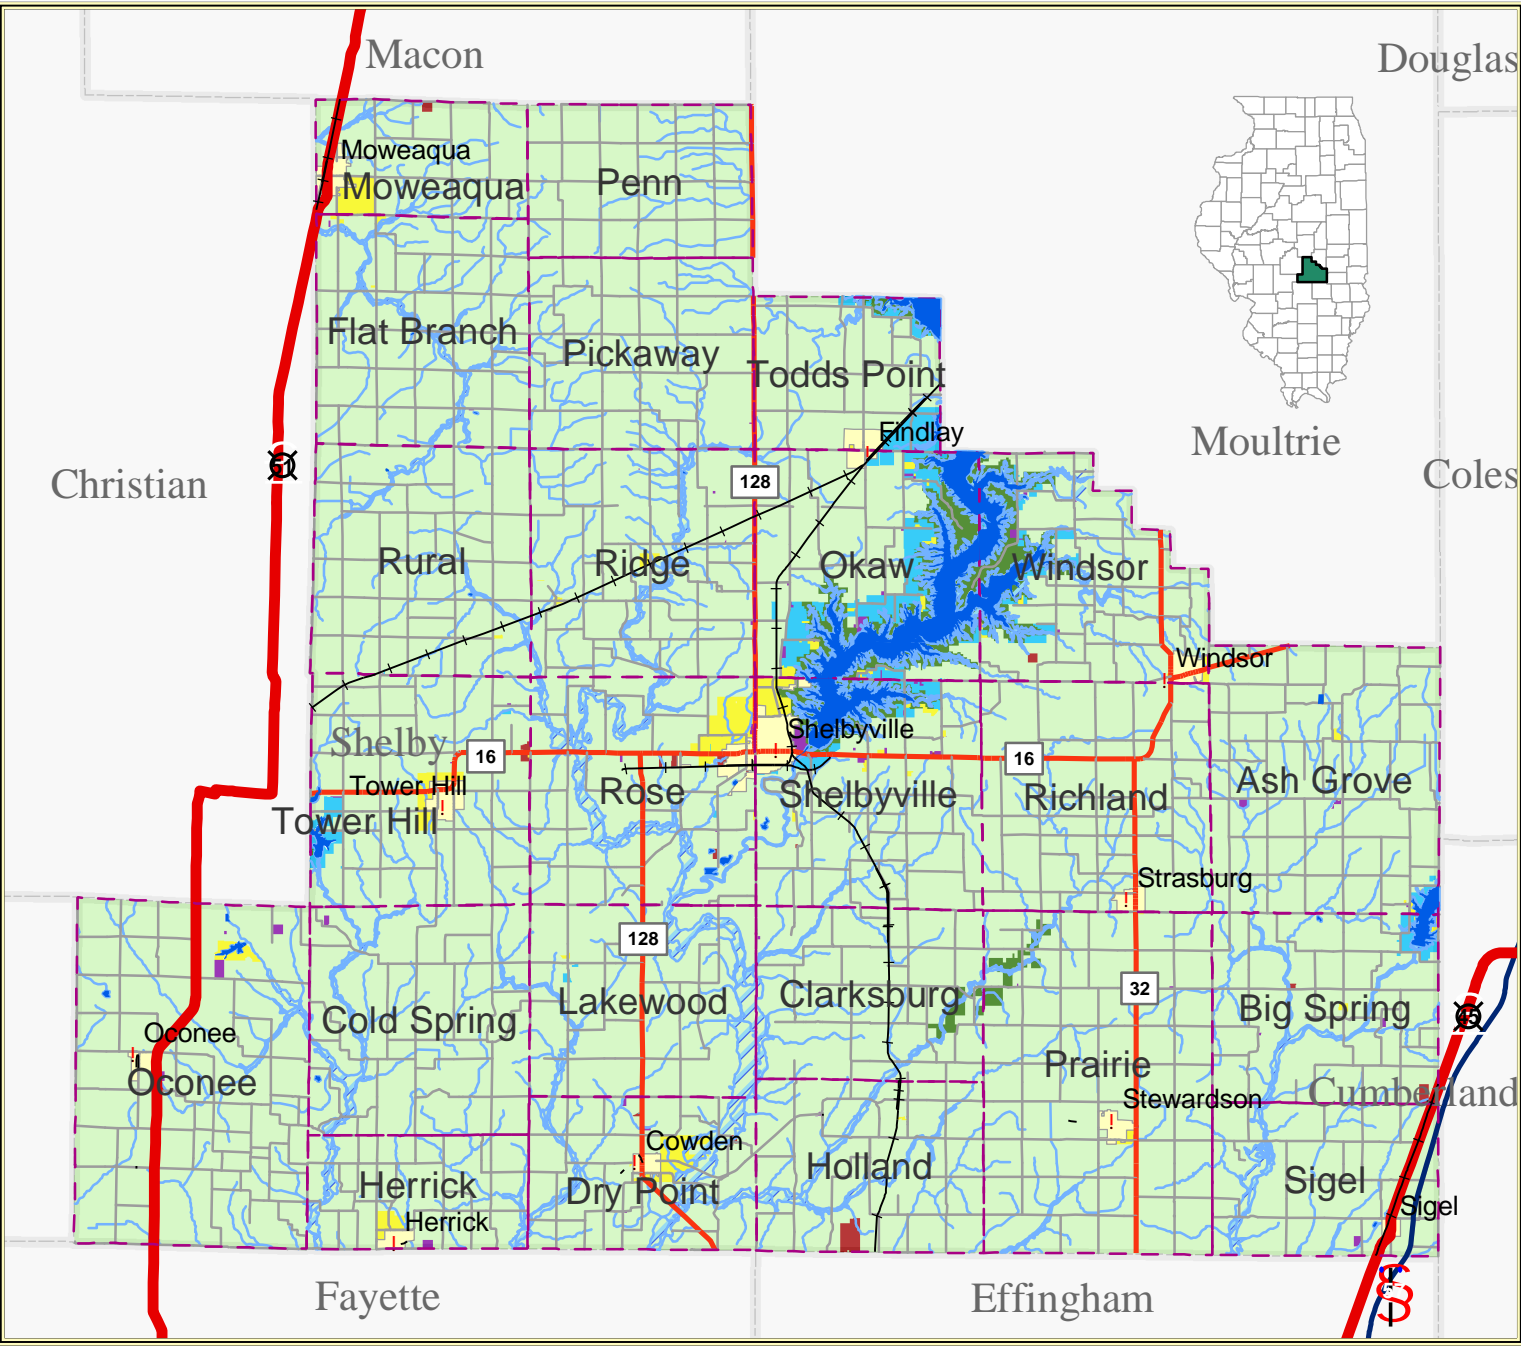 Macon
Douglas
Moweaqua
Moweaqua
Penn
Flat Branch
Pickaway
Todds Point
Findlay
Moultrie
Christian
51
128
Coles
Rural
Ridge
Okaw
Windsor
Windsor
Shelby
Shelbyville
16
16
Tower Hill
Rose
Shelbyville
Richland
Ash Grove
Tower Hill
Strasburg
128
Lakewood
Clarksburg
32
Big Spring
45
Cold Spring
Oconee
Oconee
Prairie
Cumberland
Stewardson
Cowden
Holland
Herrick
Dry Point
Sigel
Sigel
Herrick
Fayette
Effingham